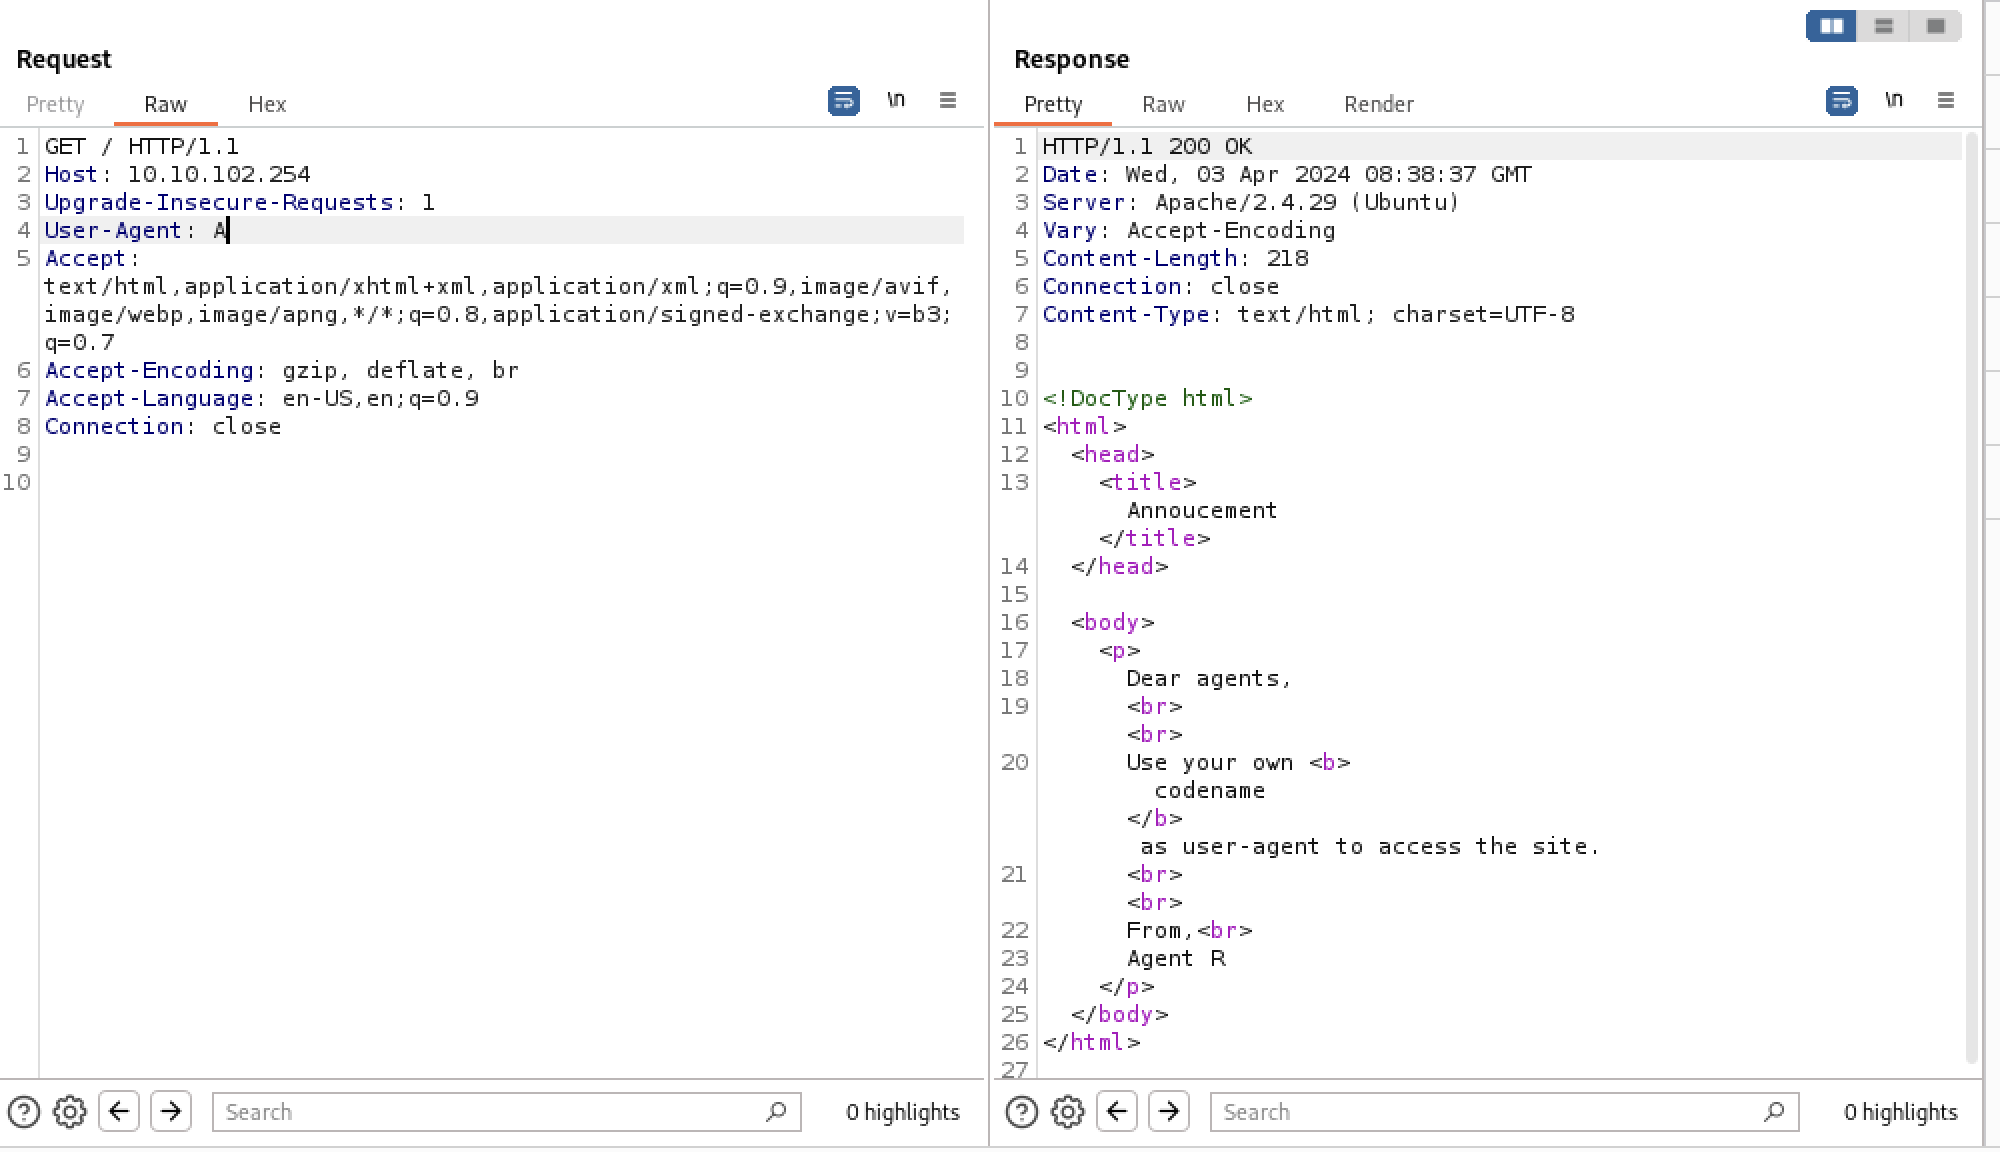 Request
Pretty Raw Hex
\n
1 GET / HTTP/1.1
2 Host: 10.10.102.254
3 Upgrade-Insecure-Requests: 1
4 User-Agent: A
5 Accept:
text/html,application/xhtml+xml,application/xml;q=0.9,image/avif,
image/webp,image/apng,*/*;q=0.8,application/signed-exchange;v=b3;
q=0.7
6 Accept-Encoding: gzip, deflate, br
7 Accept-Language: en-US,en;q=0.9
8 Connection: close
9
10
Search
0 highlights
Response
Pretty Raw Hex Render
\n
1 HTTP/1.1 200 OK
2 Date: Wed, 03 Apr 2024 08:38:37 GMT
3 Server: Apache/2.4.29 (Ubuntu)
4 Vary: Accept-Encoding
5 Content-Length: 218
6 Connection: close
7 Content-Type: text/html; charset=UTF-8
8
9
10 <!DocType html>
11 <html>
12 <head>
13 <title>
Annoucement
</title>
14 </head>
15
16 <body>
17 <p>
18 Dear agents,
19 <br>
<br>
20 Use your own <b>
codename
</b>
as user-agent to access the site.
21 <br>
<br>
22 From,<br>
23 Agent R
24 </p>
25 </body>
26 </html>
27
Search
0 highlights